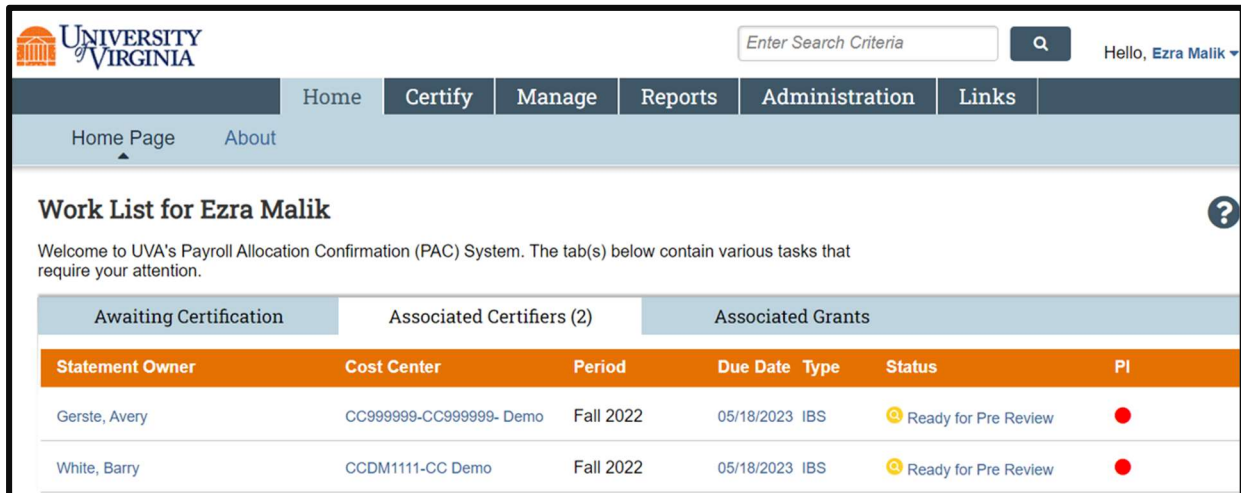 UNIVERSITY
of VIRGINIA
Enter Search Criteria
Hello, Ezra Malik
Home Certify Manage Reports Administration Links
Home Page About
Work List for Ezra Malik
?
Welcome to UVA's Payroll Allocation Confirmation (PAC) System. The tab(s) below contain various tasks that
require your attention.
Awaiting Certification Associated Certifiers (2) Associated Grants
Statement Owner Cost Center Period Due Date Type Status PI
Gerste, Avery CC999999-CC999999- Demo Fall 2022 05/18/2023 IBS Ready for Pre Review
White, Barry CCDM1111-CC Demo Fall 2022 05/18/2023 IBS Ready for Pre Review